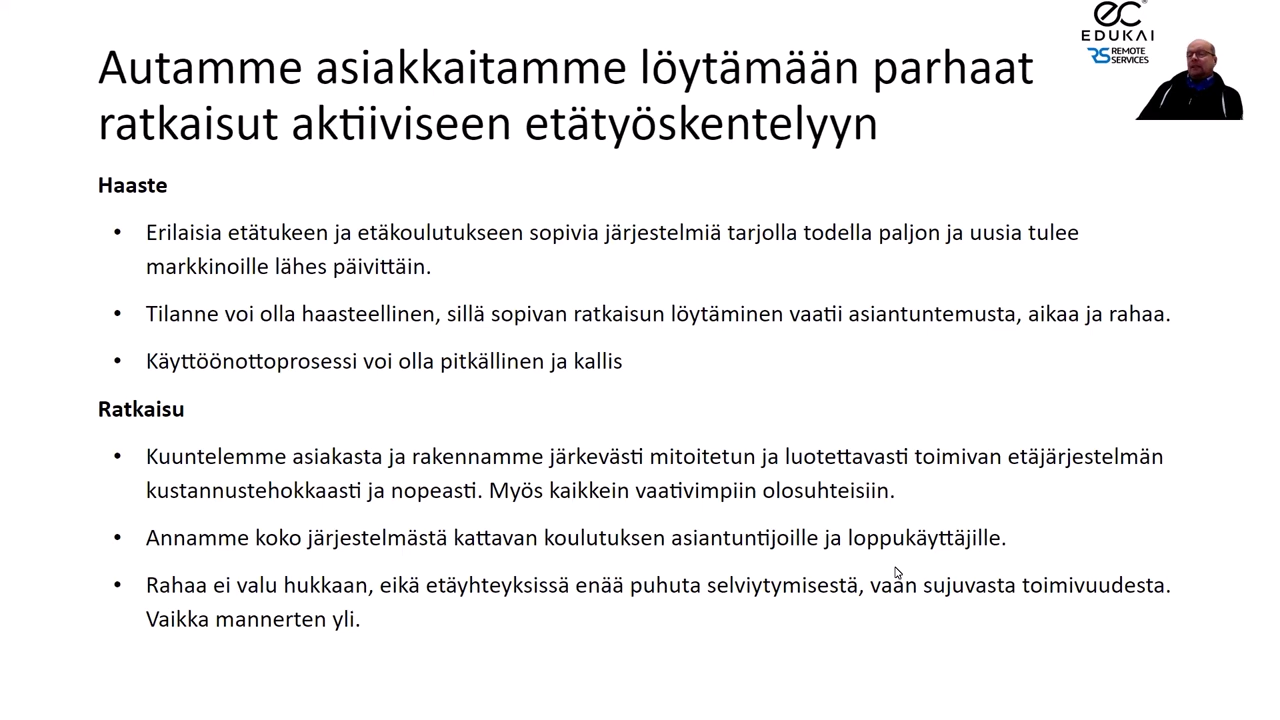 EDUKAI
REMOTE
RS SERVICES
Autamme asiakkaitamme löytämään parhaat
ratkaisut aktiiviseen etätyöskentelyyn
Haaste
• Erilaisia etätukeen ja etäkoulutukseen sopivia järjestelmiä tarjolla todella paljon ja uusia tulee
markkinoille lähes päivittäin.
• Tilanne voi olla haasteellinen, sillä sopivan ratkaisun löytäminen vaatii asiantuntemusta, aikaa ja rahaa.
• Käyttöönottoprosessi voi olla pitkällinen ja kallis
Ratkaisu
• Kuuntelemme asiakasta ja rakennamme järkevästi mitoitetun ja luotettavasti toimivan etäjärjestelmän
kustannustehokkaasti ja nopeasti. Myös kaikkein vaativimpiin olosuhteisiin.
• Annamme koko järjestelmästä kattavan koulutuksen asiantuntijoille ja loppukäyttäjille.
• Rahaa ei valu hukkaan, eikä etäyhteyksissä enää puhuta selviytymisestä, vaan sujuvasta toimivuudesta.
Vaikka mannerten yli.